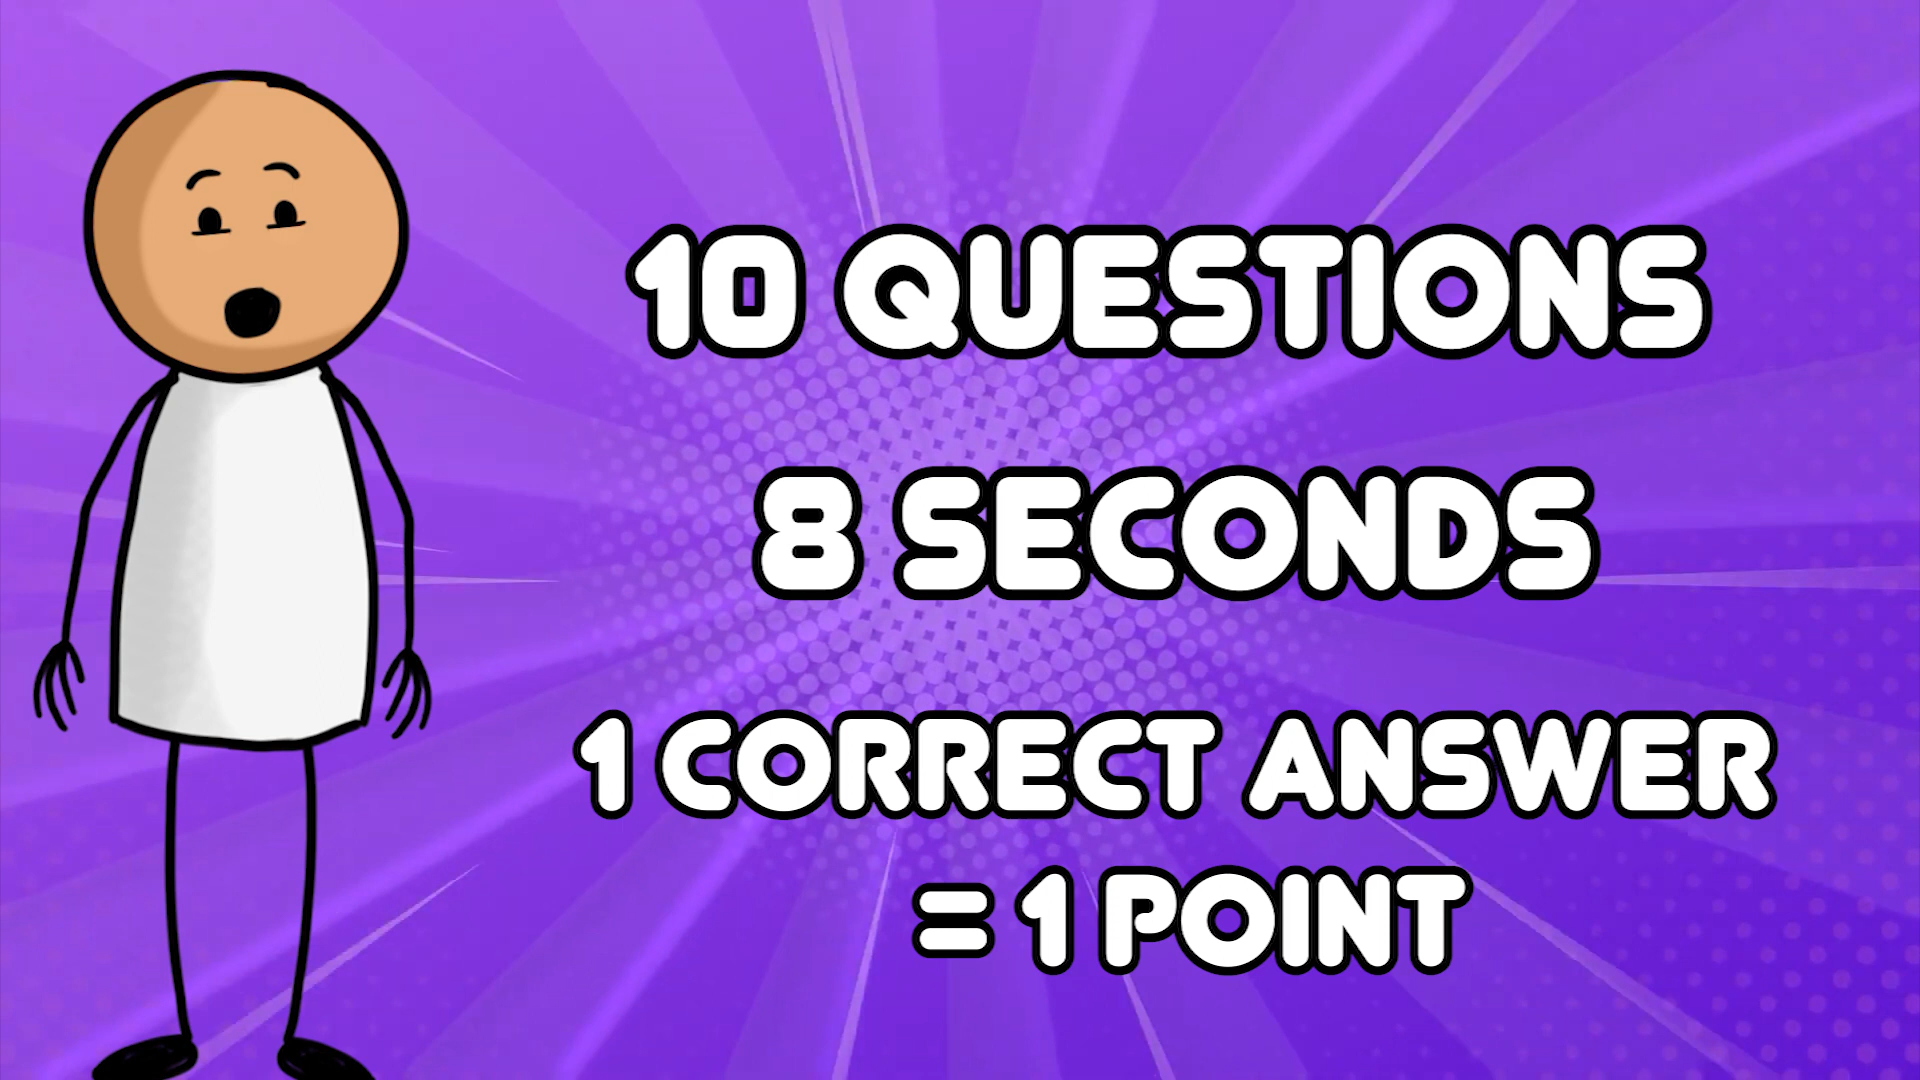 10 QUESTIONS
8 SECONDS
1 CORRECT ANSWER
= 1 POINT